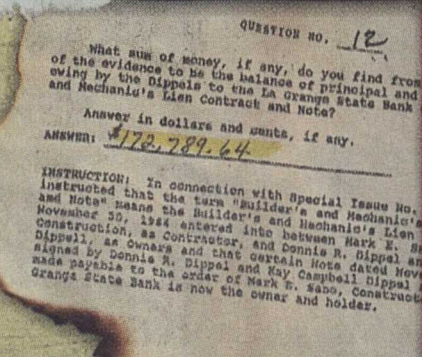 QUESTION NO. 12
What sum of money, if any, do you find from
of the evidence to be the balance of principal and
owing by the Dippels to the La Grange State Bank
and Mechanic's Lien Contract and Note?
Answer in dollars and cents, if any.
ANSWER: $172,789.64
INSTRUCTION: In connection with Special Issue No.
instructed that the term "Builder's and Mechanic's
and Note" means the Builder's and Mechanic's Lien
November 30, 1984 entered into between Mark E. S
Construction, as Contractor, and Donnis R. Dippel an
Dippell, as Owners and that certain Note dated Nove
signed by Donnis R. Dippel and Kay Campbell Dippel
made payable to the order of Mark E. Sabo, Construct
Grange State Bank is now the owner and holder.